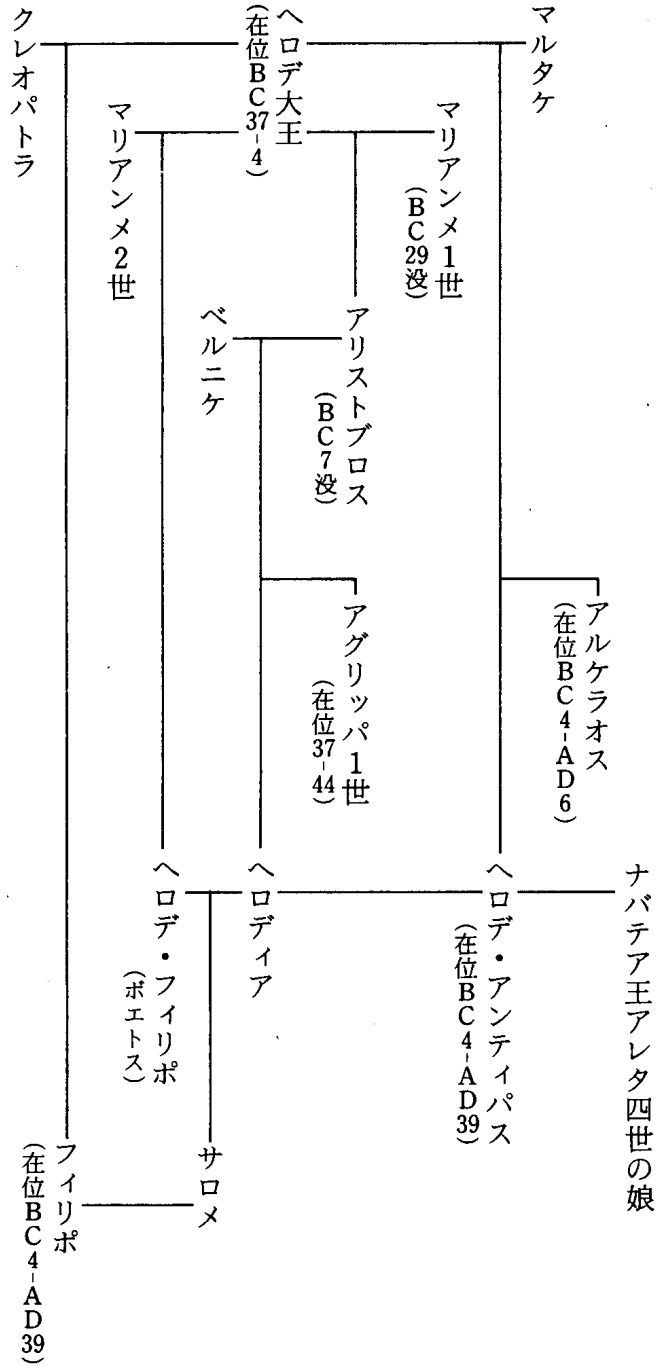 マルタケ
ヘロデ大王
(在位BC37-4)
クレオパトラ
マリアンメ1世
(BC29没)
マリアンメ2世
アリストブロス
(BC7没)
ベルニケ
アルケラオス
(在位BC4-AD6)
アグリッパ1世
(在位37-44)
ナバテア王アレタ四世の娘
ヘロデ・アンティパス
(在位BC4-AD39)
ヘロディア
ヘロデ・フィリポ
(ボエトス)
サロメ
フィリポ
(在位BC4-AD39)